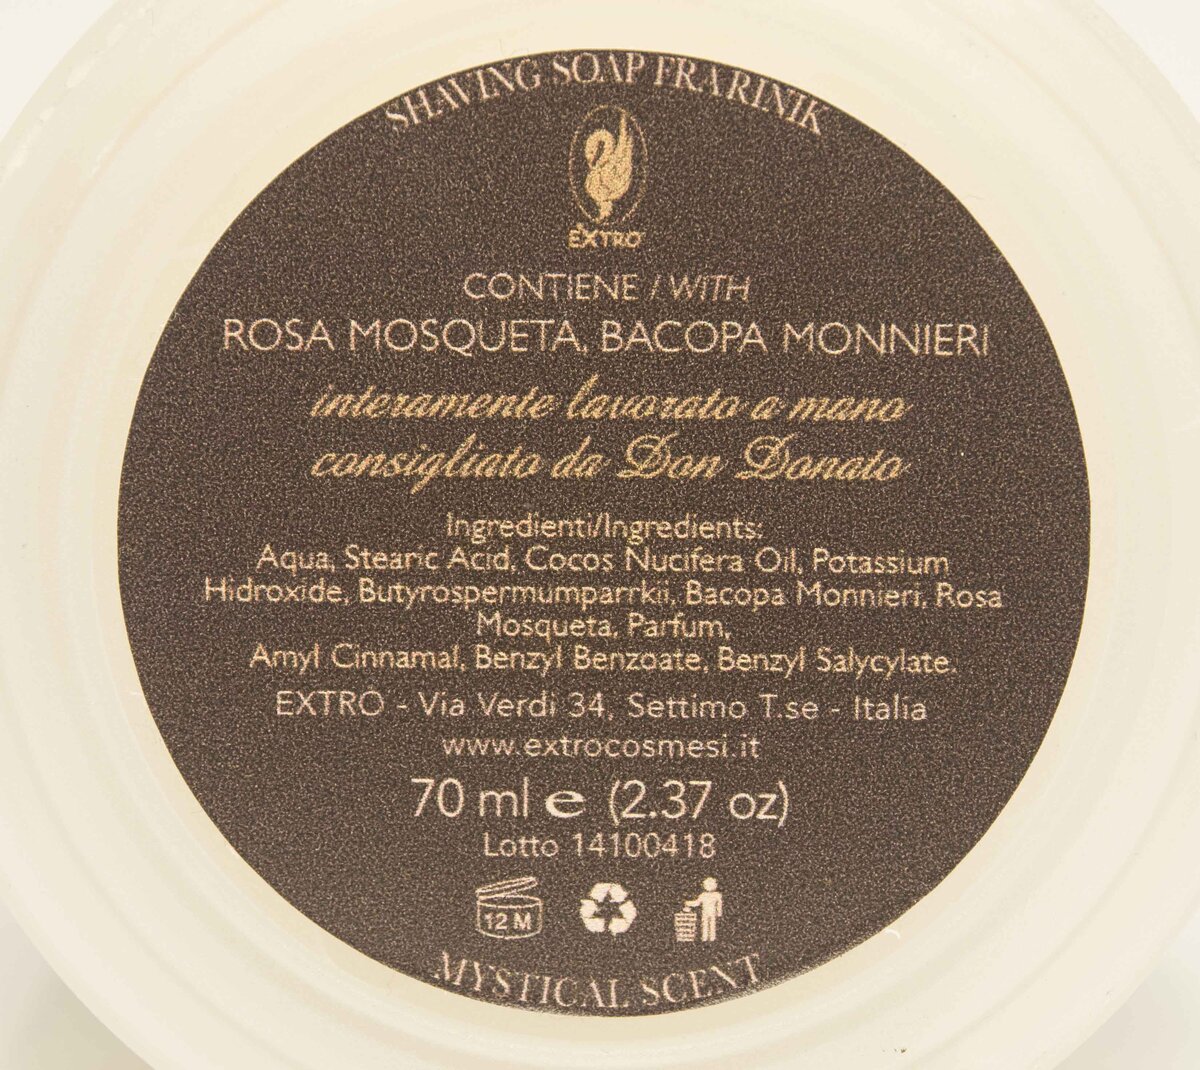 SHAVING SOAP FRARINIK
EXTRO
CONTIENE / WITH
ROSA MOSQUETA, BACOPA MONNIERI
interamente lavorato a mano
consigliato da Don Donato
Ingredienti/Ingredients:
Aqua, Stearic Acid, Cocos Nucifera Oil, Potassium
Hidroxide, Butyrospermumparrkii, Bacopa Monnieri, Rosa
Mosqueta, Parfum,
Amyl Cinnamal, Benzyl Benzoate, Benzyl Salycylate.
EXTRO - Via Verdi 34, Settimo T.se - Italia
www.extrocosmesi.it
70 ml e (2.37 oz)
Lotto 14100418
12 M
MYSTICAL SCENT